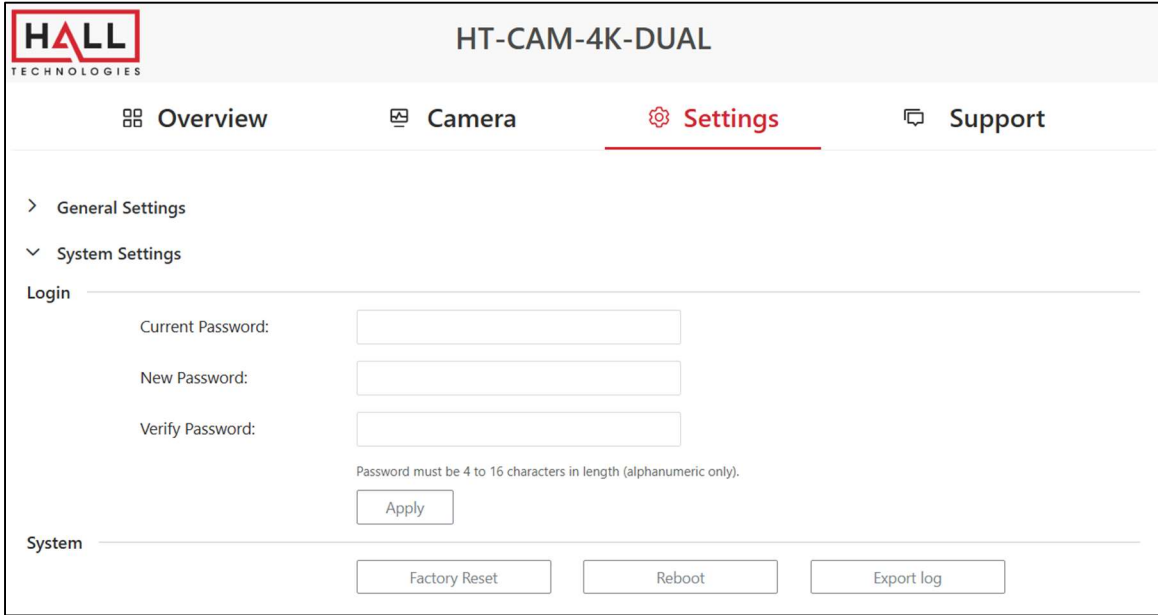 HALL
TECHNOLOGIES
HT-CAM-4K-DUAL
Overview Camera Settings Support
General Settings
System Settings
Login
Current Password:
New Password:
Verify Password:
Password must be 4 to 16 characters in length (alphanumeric only).
Apply
System
Factory Reset Reboot Export log